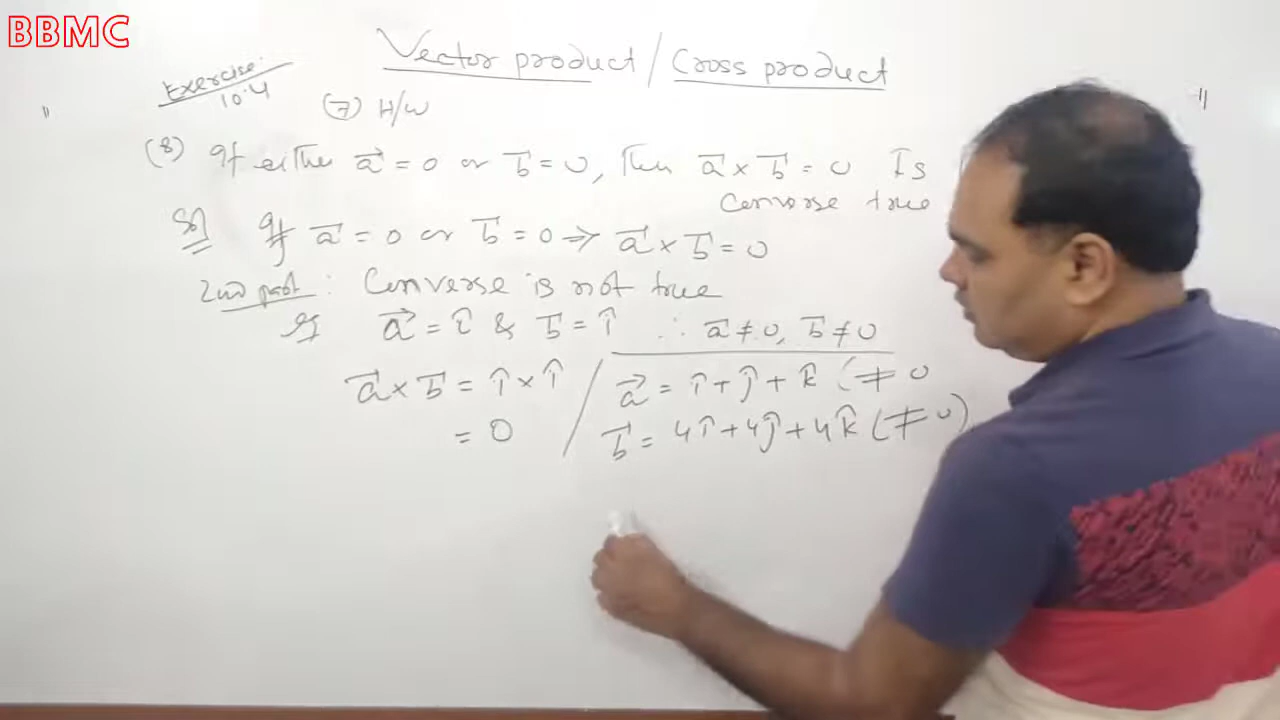 BBMC
Vector product / Cross product
Exercise: 10.4
(7) H/W
(8) If either a⃗ = 0 or b⃗ = 0, Then a⃗ × b⃗ = 0 Is
Converse true
Sol If a⃗ = 0 or b⃗ = 0 ⇒ a⃗ × b⃗ = 0
2nd part : Converse is not true
If a⃗ = î & b⃗ = î ∴ a⃗ ≠ 0, b⃗ ≠ 0
a⃗ × b⃗ = î × î
= 0
a⃗ = î + ĵ + k̂ (≠ 0
b⃗ = 4î + 4ĵ + 4k̂ (≠ 0)